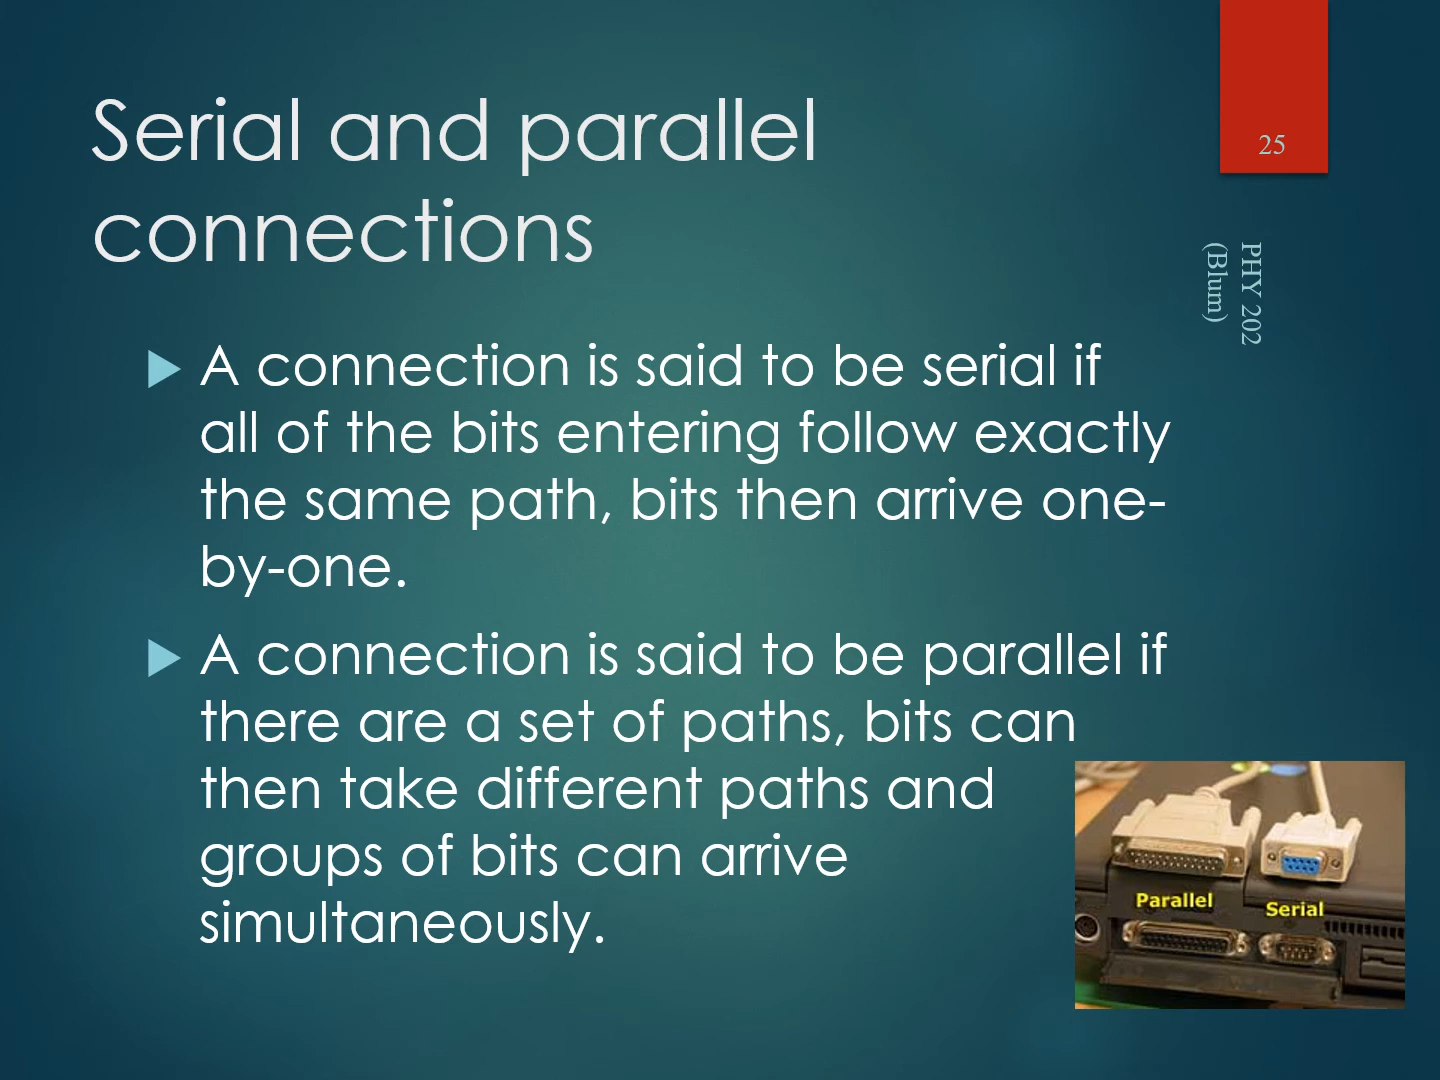 Serial and parallel
connections
25
PHY 202
(Blum)
A connection is said to be serial if
all of the bits entering follow exactly
the same path, bits then arrive one-
by-one.
A connection is said to be parallel if
there are a set of paths, bits can
then take different paths and
groups of bits can arrive
simultaneously.
Parallel
Serial